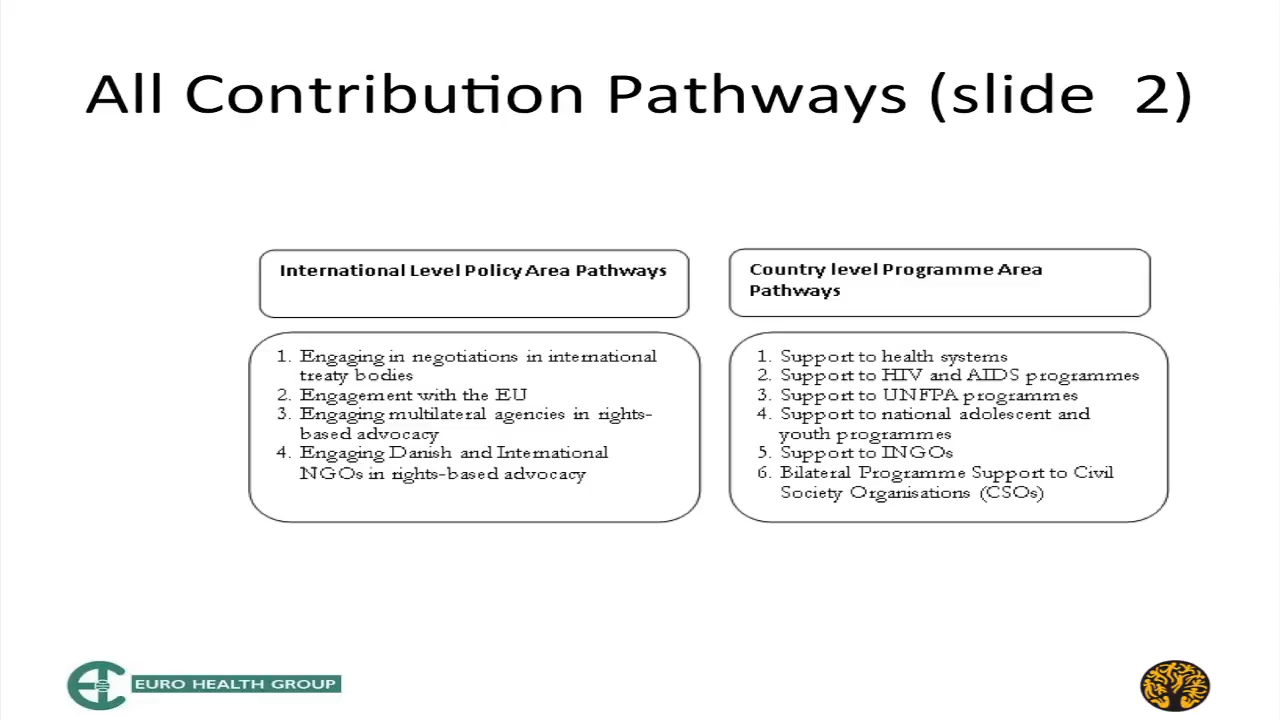 All Contribution Pathways (slide 2)
International Level Policy Area Pathways
1. Engaging in negotiations in international
treaty bodies
2. Engagement with the EU
3. Engaging multilateral agencies in rights-
based advocacy
4. Engaging Danish and International
NGOs in rights-based advocacy
Country level Programme Area
Pathways
1. Support to health systems
2. Support to HIV and AIDS programmes
3. Support to UNFPA programmes
4. Support to national adolescent and
youth programmes
5. Support to INGOs
6. Bilateral Programme Support to Civil
Society Organisations (CSOs)
EURO HEALTH GROUP